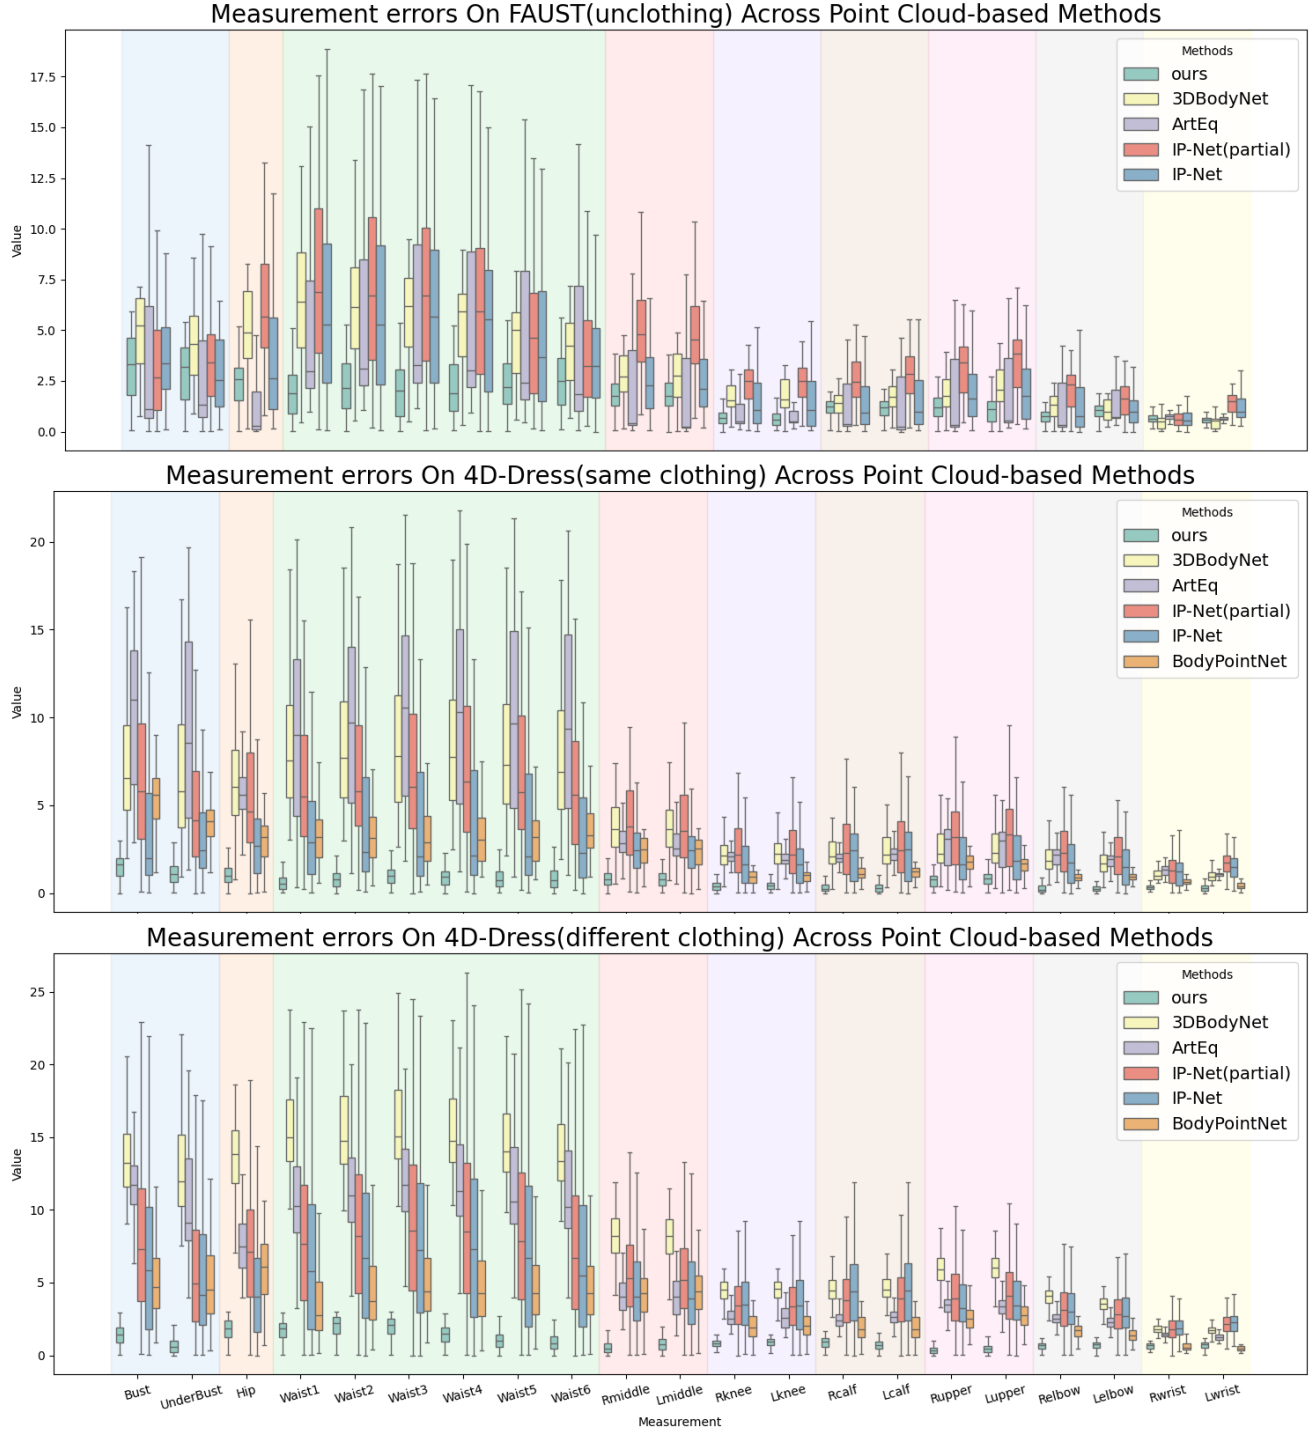 Measurement errors On FAUST(unclothing) Across Point Cloud-based Methods
Methods
ours
3DBodyNet
ArtEq
IP-Net(partial)
IP-Net
17.5
15.0
12.5
10.0
7.5
5.0
2.5
0.0
Value
Measurement errors On 4D-Dress(same clothing) Across Point Cloud-based Methods
Methods
ours
3DBodyNet
ArtEq
IP-Net(partial)
IP-Net
BodyPointNet
20
15
10
5
0
Value
Measurement errors On 4D-Dress(different clothing) Across Point Cloud-based Methods
Methods
ours
3DBodyNet
ArtEq
IP-Net(partial)
IP-Net
BodyPointNet
25
20
15
10
5
0
Value
Bust UnderBust Hip Waist1 Waist2 Waist3 Waist4 Waist5 Waist6 Rmiddle Lmiddle Rknee Lknee Rcalf Lcalf Rupper Lupper Relbow Lelbow Rwrist Lwrist
Measurement